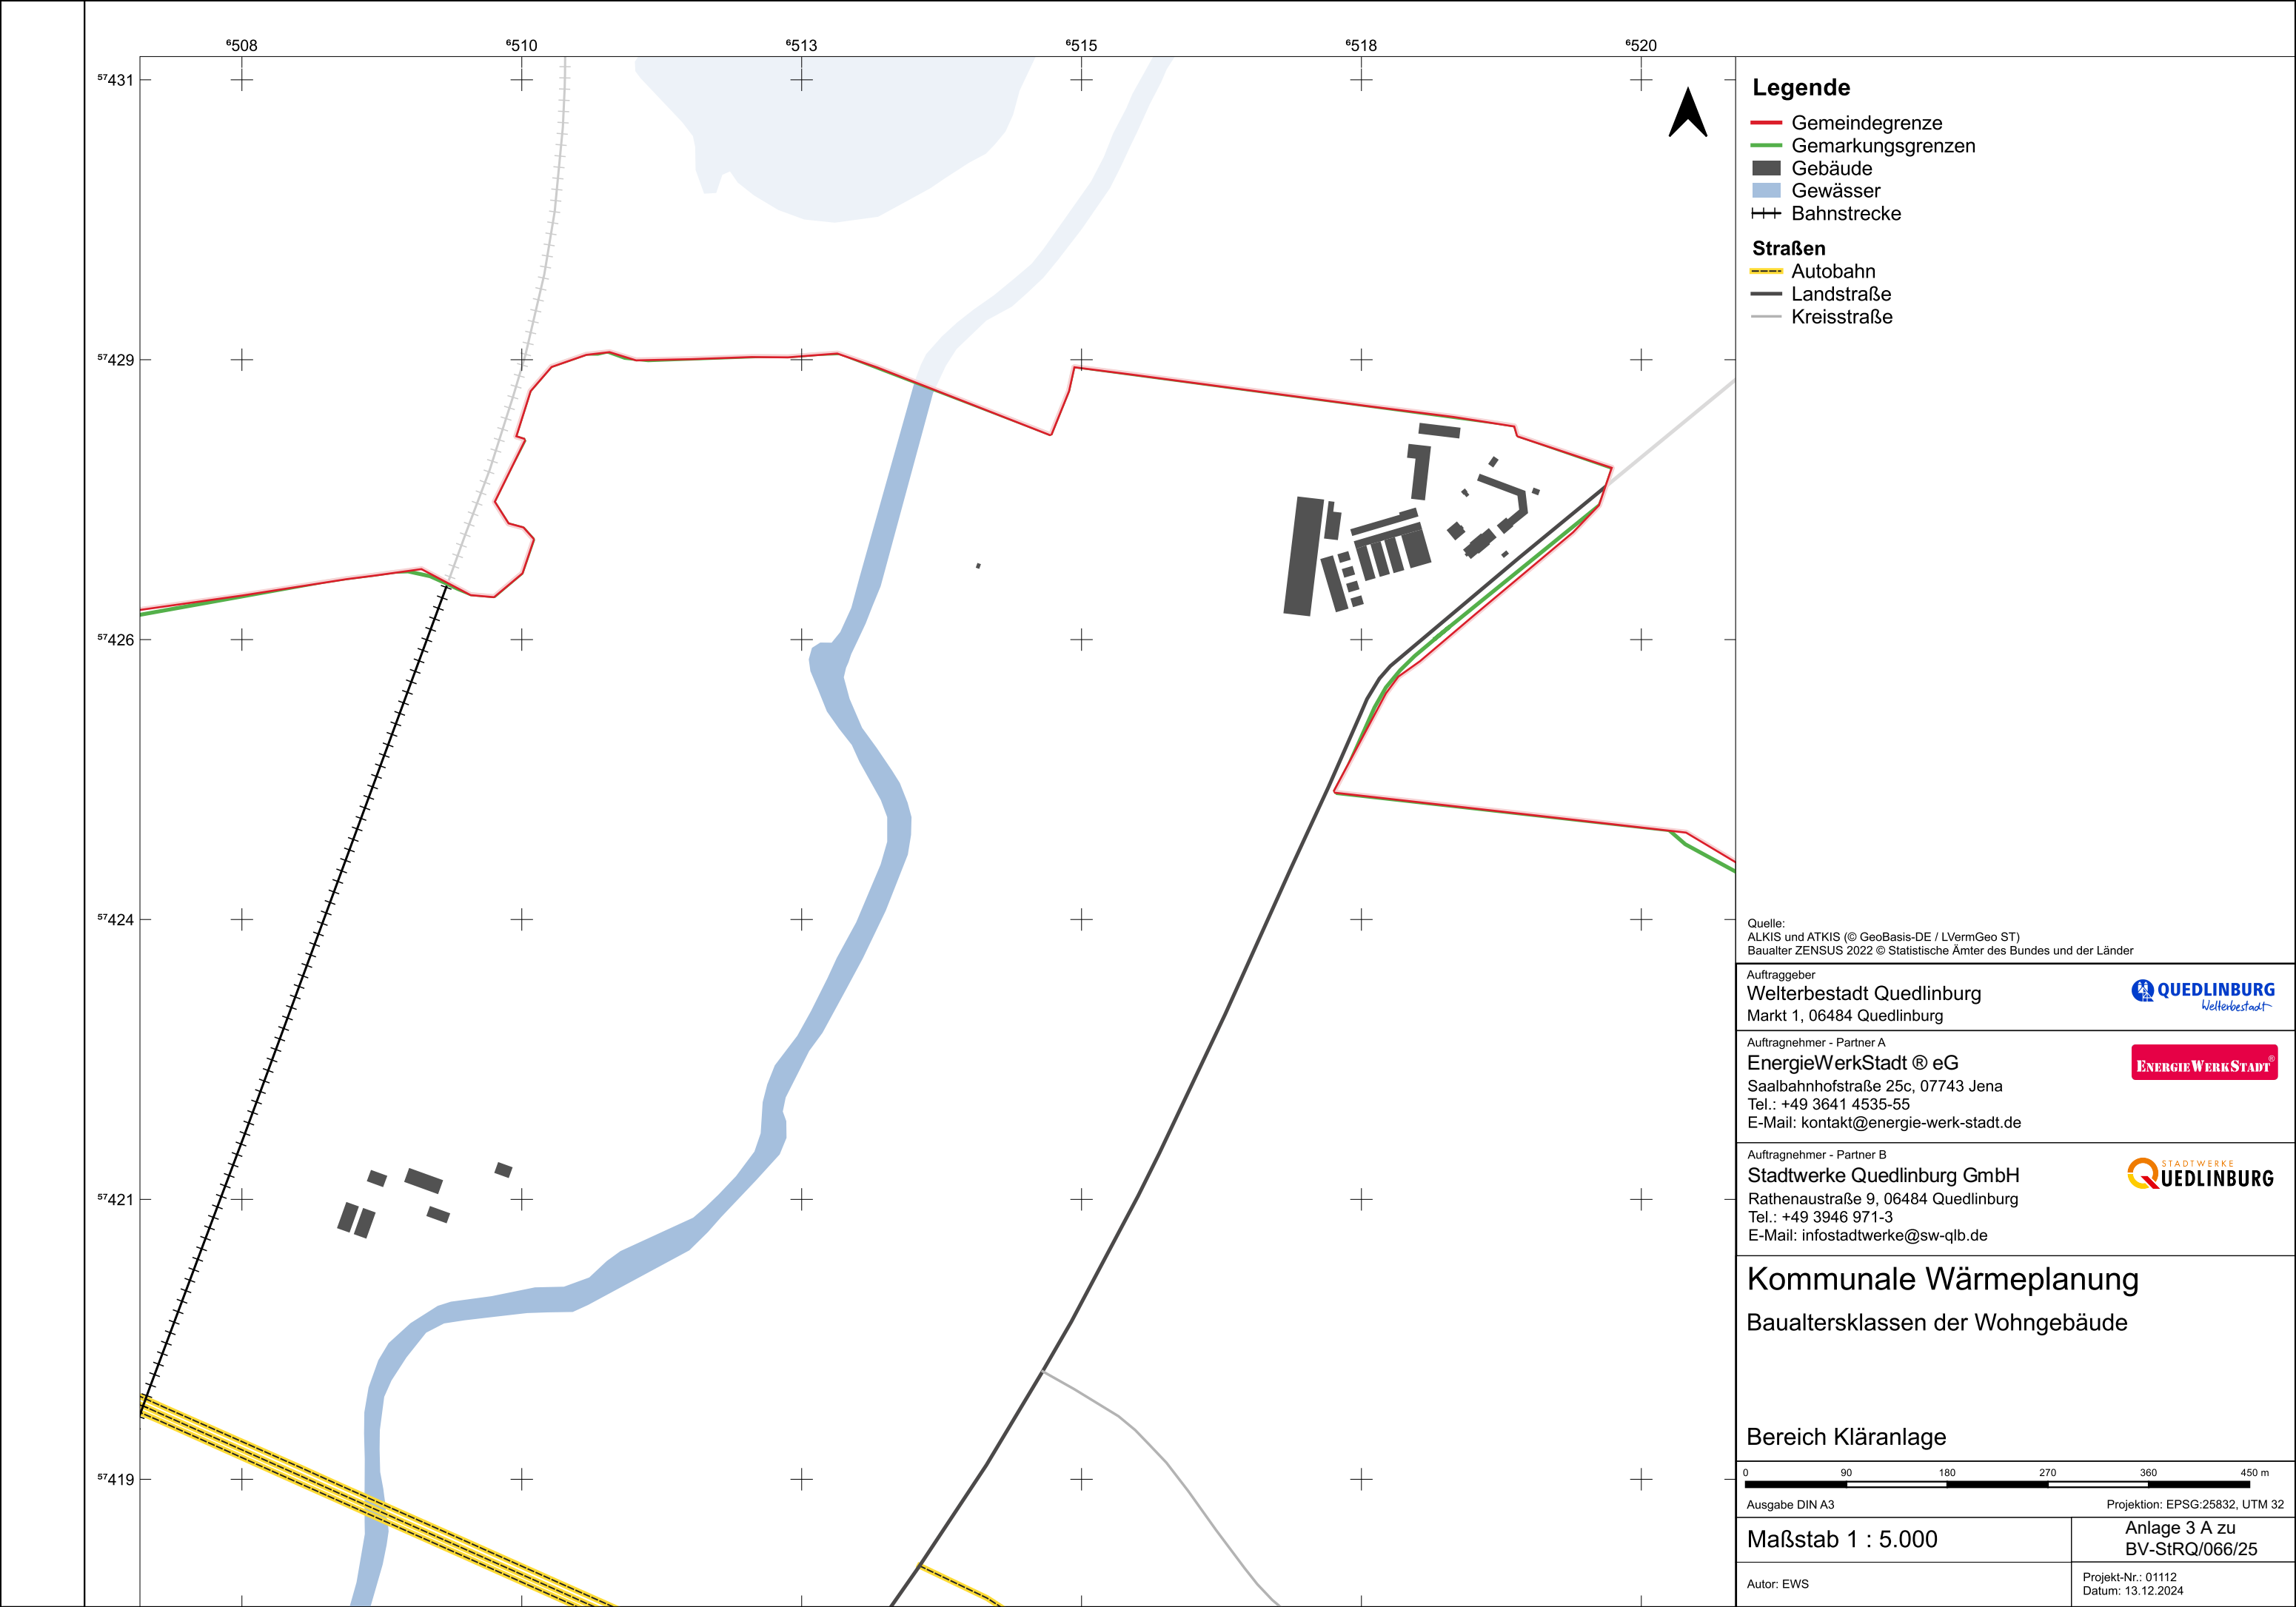 ⁶508 ⁶510 ⁶513 ⁶515 ⁶518 ⁶520
⁵⁷431
⁵⁷429
⁵⁷426
⁵⁷424
⁵⁷421
⁵⁷419
Legende
Gemeindegrenze
Gemarkungsgrenzen
Gebäude
Gewässer
Bahnstrecke
Straßen
Autobahn
Landstraße
Kreisstraße
Quelle:
ALKIS und ATKIS (© GeoBasis-DE / LVermGeo ST)
Baualter ZENSUS 2022 © Statistische Ämter des Bundes und der Länder
Auftraggeber
Welterbestadt Quedlinburg
Markt 1, 06484 Quedlinburg
QUEDLINBURG
Welterbestadt
Auftragnehmer - Partner A
EnergieWerkStadt ® eG
Saalbahnhofstraße 25c, 07743 Jena
Tel.: +49 3641 4535-55
E-Mail: kontakt@energie-werk-stadt.de
ENERGIEWERKSTADT®
Auftragnehmer - Partner B
Stadtwerke Quedlinburg GmbH
Rathenaustraße 9, 06484 Quedlinburg
Tel.: +49 3946 971-3
E-Mail: infostadtwerke@sw-qlb.de
STADTWERKE
QUEDLINBURG
Kommunale Wärmeplanung
Baualtersklassen der Wohngebäude
Bereich Kläranlage
0 90 180 270 360 450 m
Ausgabe DIN A3 Projektion: EPSG:25832, UTM 32
Maßstab 1 : 5.000
Anlage 3 A zu
BV-StRQ/066/25
Autor: EWS
Projekt-Nr.: 01112
Datum: 13.12.2024